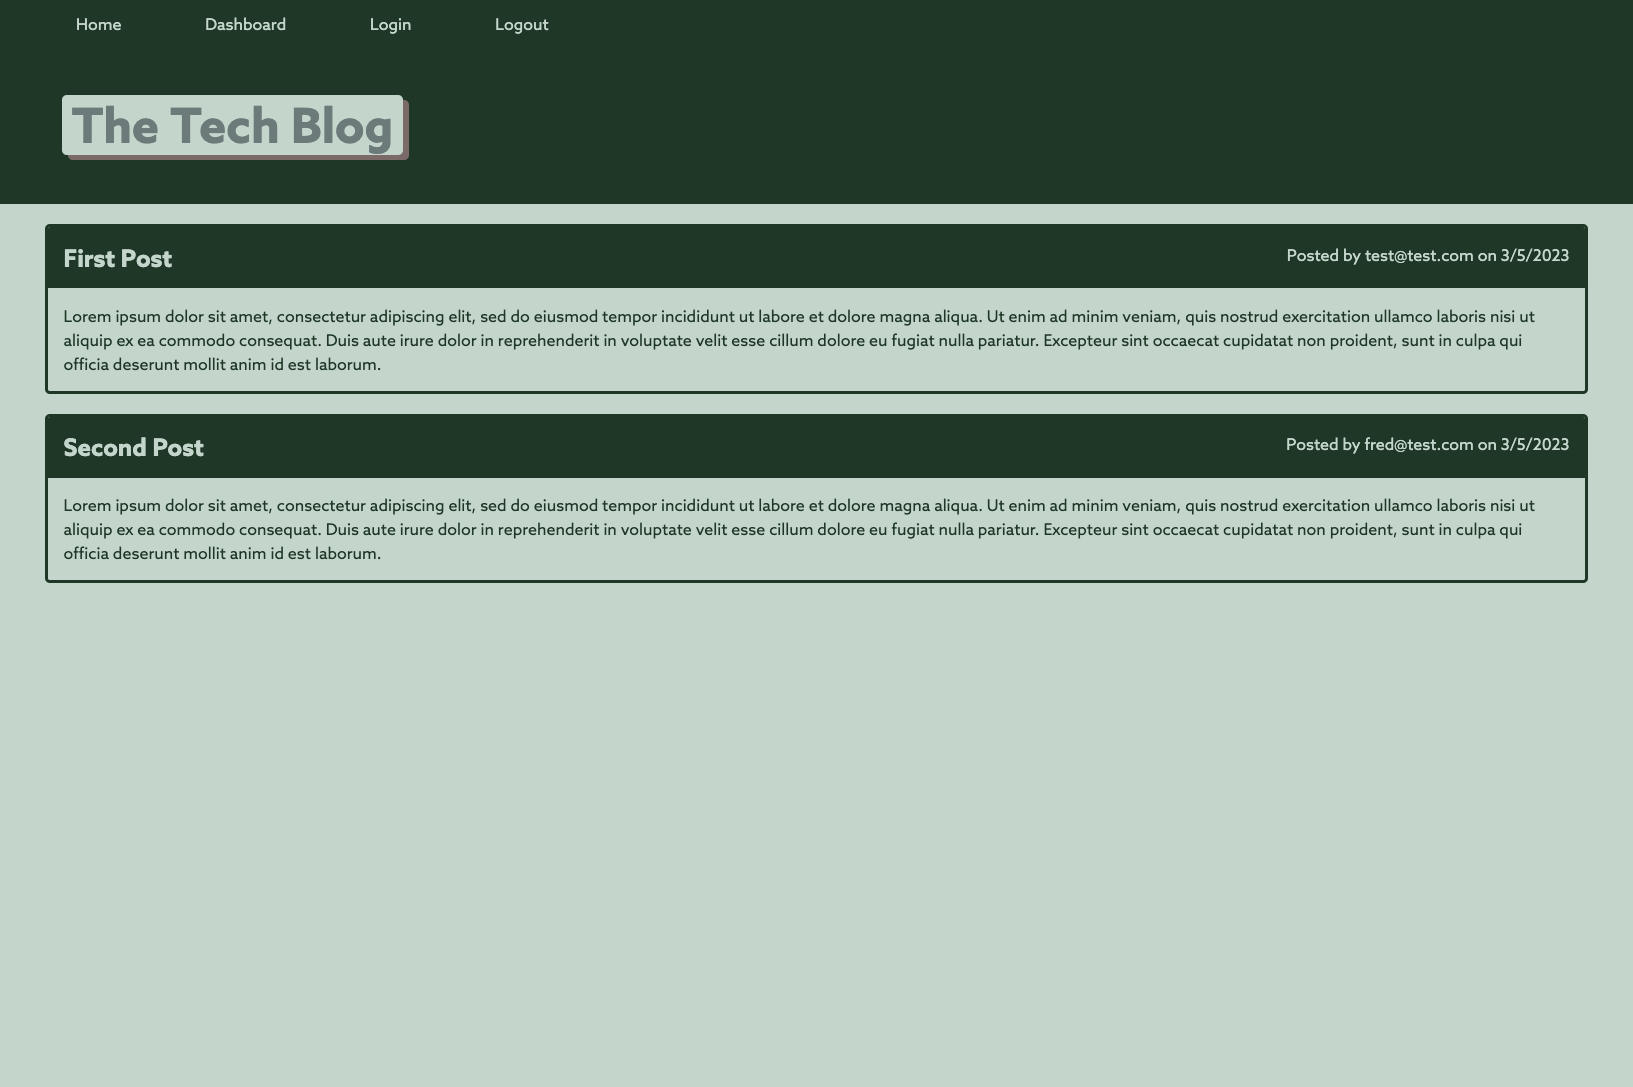 Home Dashboard Login Logout
The Tech Blog
First Post
Posted by test@test.com on 3/5/2023
Lorem ipsum dolor sit amet, consectetur adipiscing elit, sed do eiusmod tempor incididunt ut labore et dolore magna aliqua. Ut enim ad minim veniam, quis nostrud exercitation ullamco laboris nisi ut
aliquip ex ea commodo consequat. Duis aute irure dolor in reprehenderit in voluptate velit esse cillum dolore eu fugiat nulla pariatur. Excepteur sint occaecat cupidatat non proident, sunt in culpa qui
officia deserunt mollit anim id est laborum.
Second Post
Posted by fred@test.com on 3/5/2023
Lorem ipsum dolor sit amet, consectetur adipiscing elit, sed do eiusmod tempor incididunt ut labore et dolore magna aliqua. Ut enim ad minim veniam, quis nostrud exercitation ullamco laboris nisi ut
aliquip ex ea commodo consequat. Duis aute irure dolor in reprehenderit in voluptate velit esse cillum dolore eu fugiat nulla pariatur. Excepteur sint occaecat cupidatat non proident, sunt in culpa qui
officia deserunt mollit anim id est laborum.